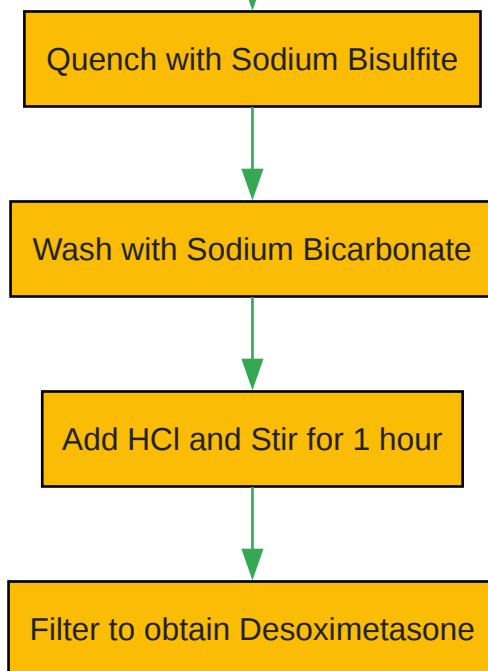 Quench with Sodium Bisulfite
Wash with Sodium Bicarbonate
Add HCl and Stir for 1 hour
Filter to obtain Desoximetasone